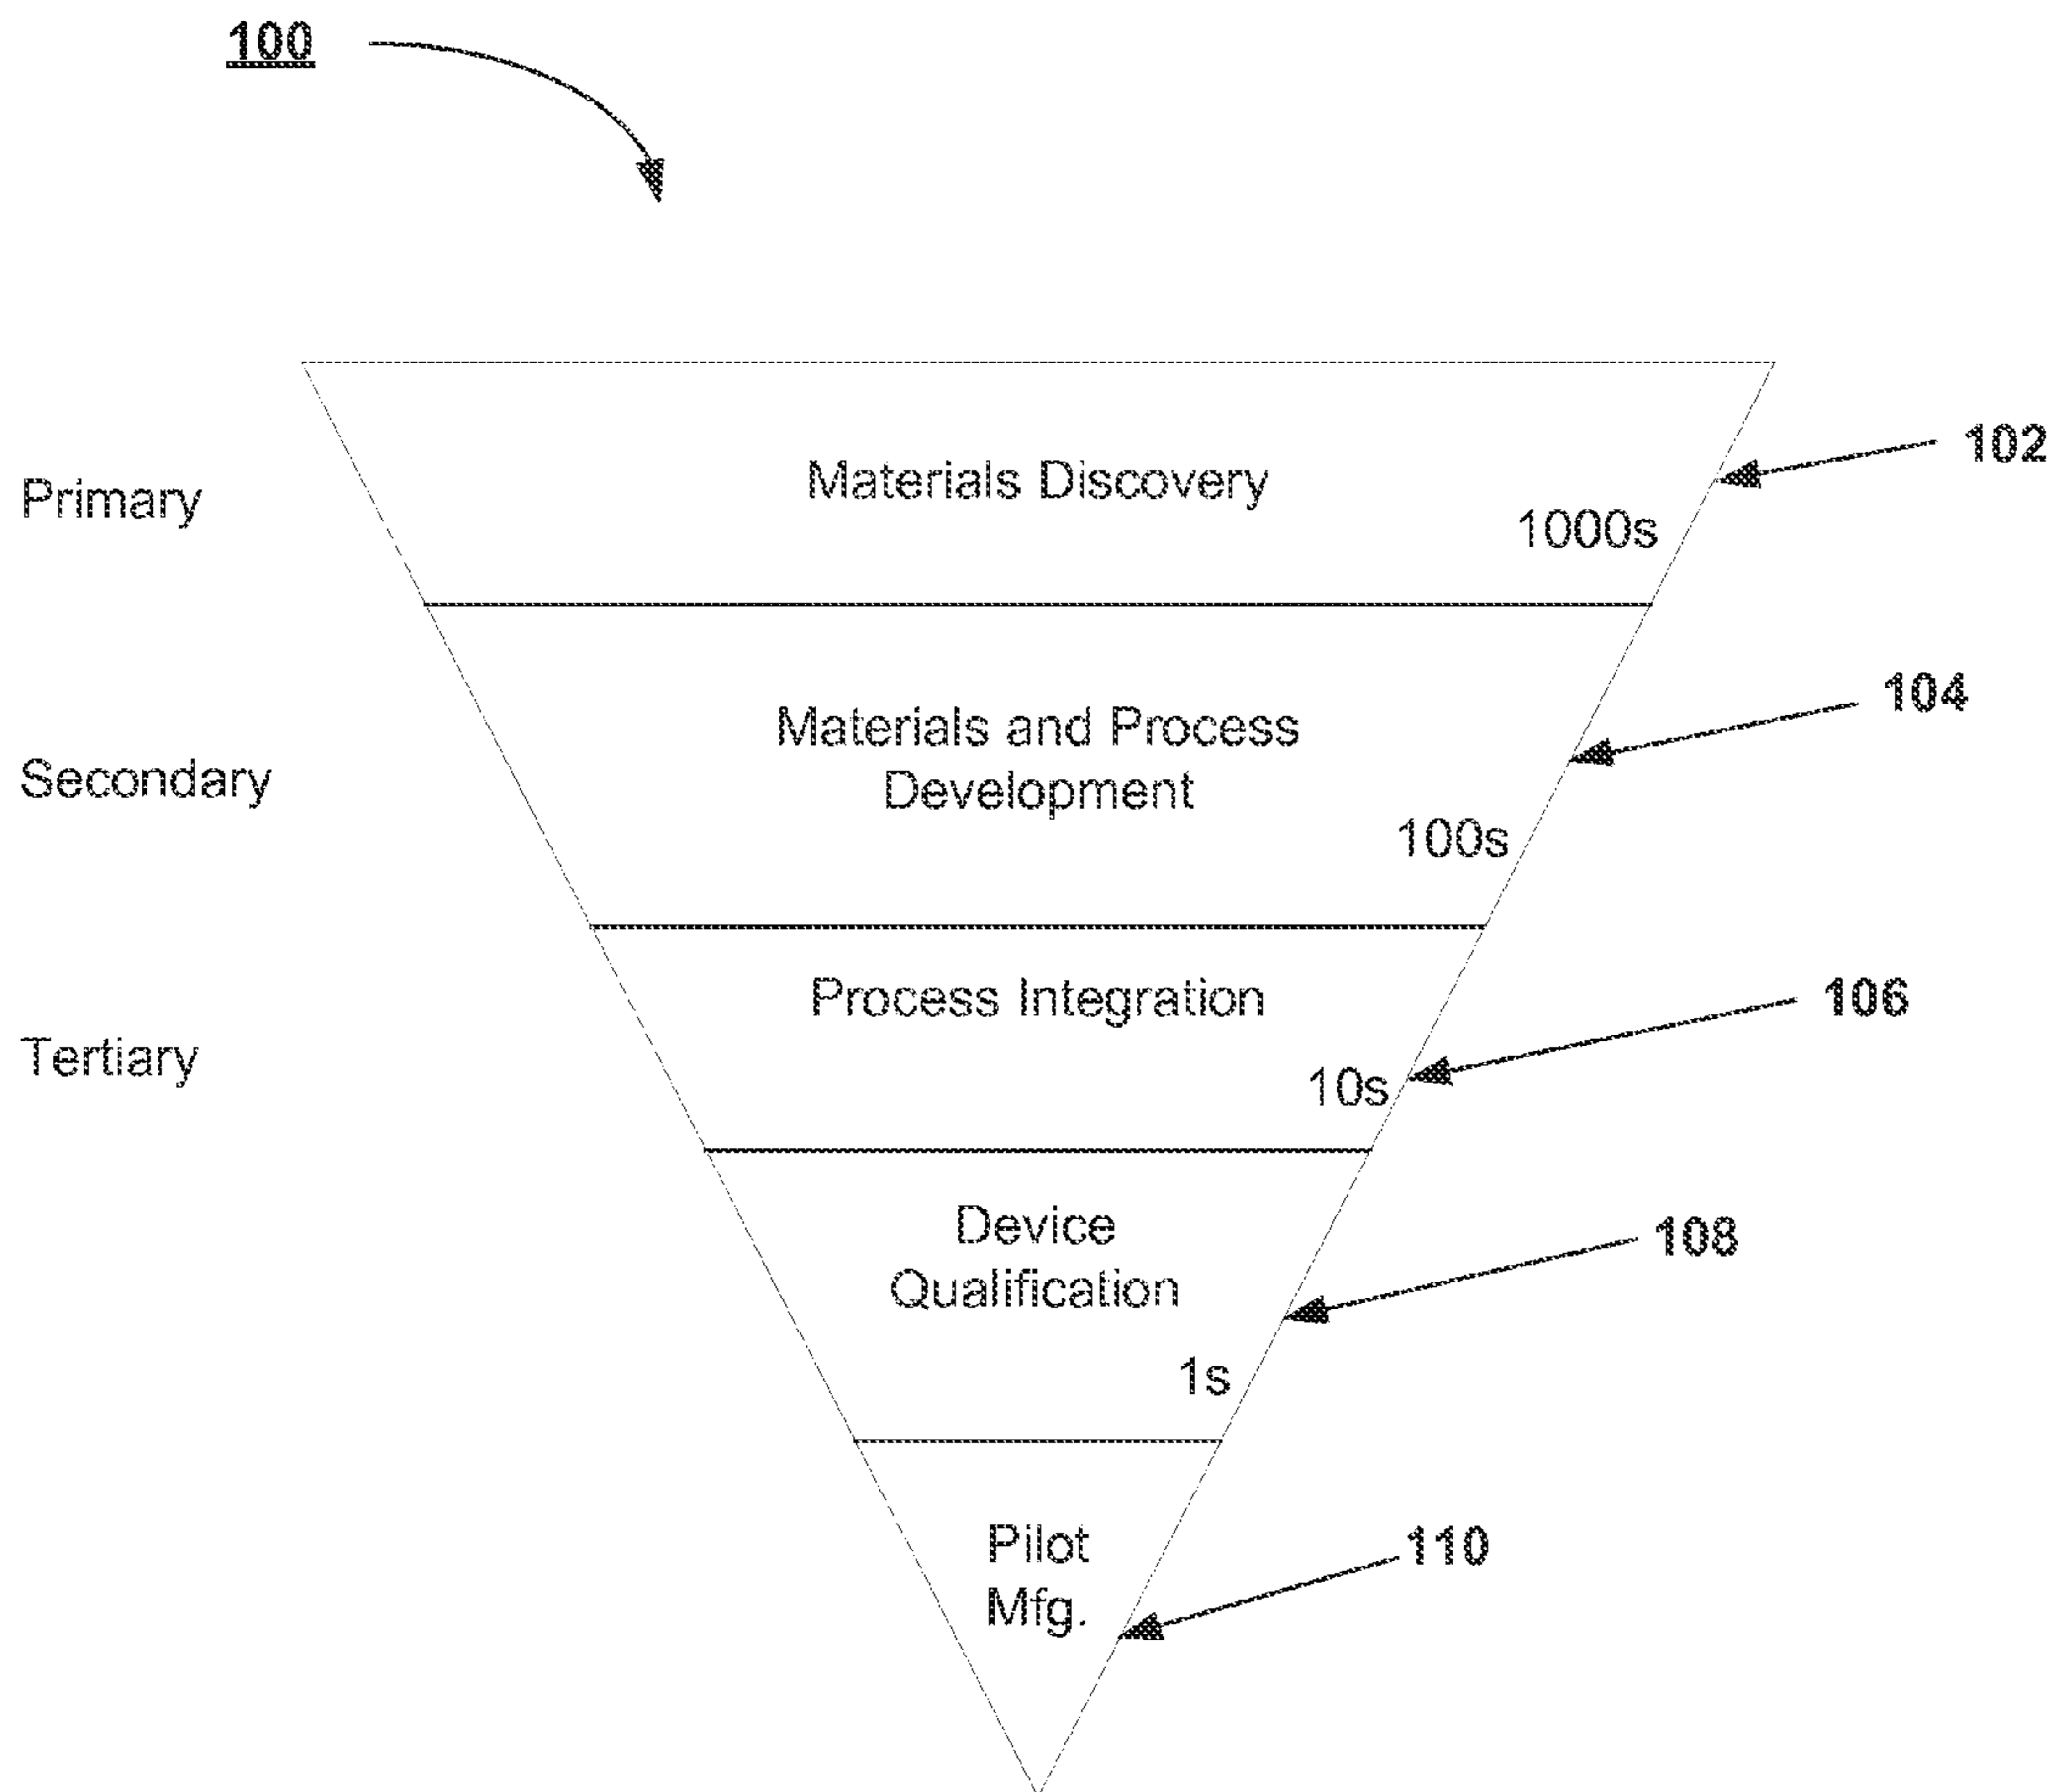 100
102
Primary
Materials Discovery
1000s
104
Secondary
Materials and Process
Development
100s
106
Tertiary
Process Integration
10s
108
Device
Qualification
1s
110
Pilot
Mfg.